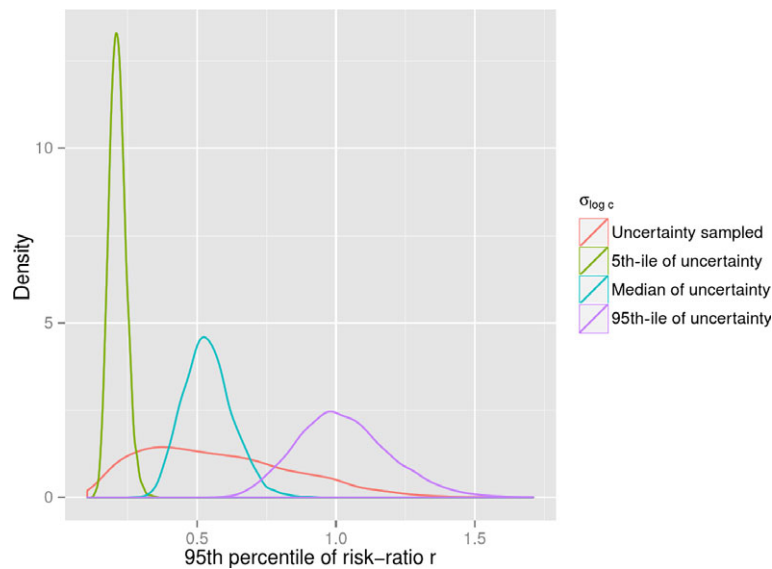 10
5
0
Density
0.5
1.0
1.5
95th percentile of risk−ratio r
σlog c
Uncertainty sampled
5th−ile of uncertainty
Median of uncertainty
95th−ile of uncertainty